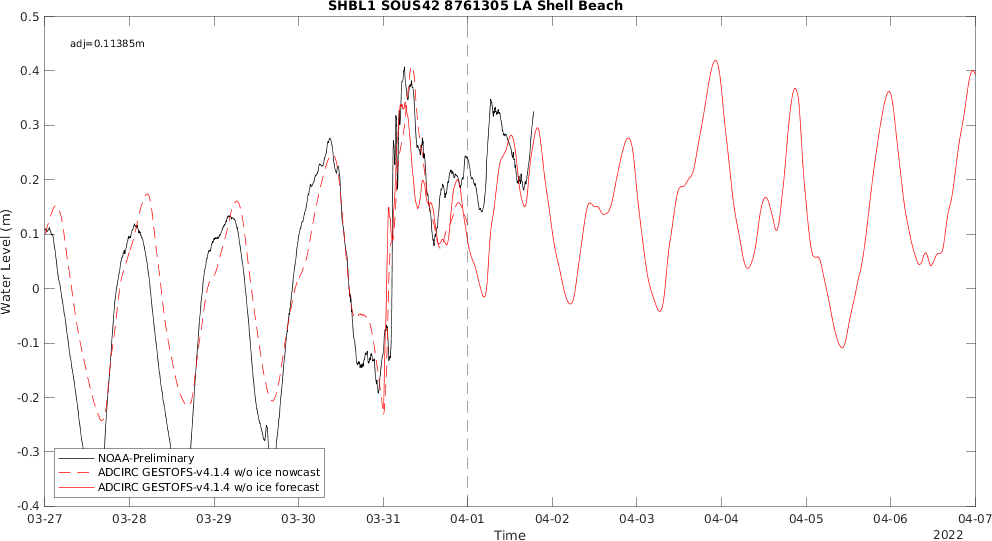 SHBL1 SOUS42 8761305 LA Shell Beach
adj=0.11385m
Water Level (m)
0.5
0.4
0.3
0.2
0.1
0
-0.1
-0.2
-0.3
-0.4
NOAA-Preliminary
ADCIRC GESTOFS-v4.1.4 w/o ice nowcast
ADCIRC GESTOFS-v4.1.4 w/o ice forecast
03-27 03-28 03-29 03-30 03-31 04-01 04-02 04-03 04-04 04-05 04-06 04-07
Time
2022